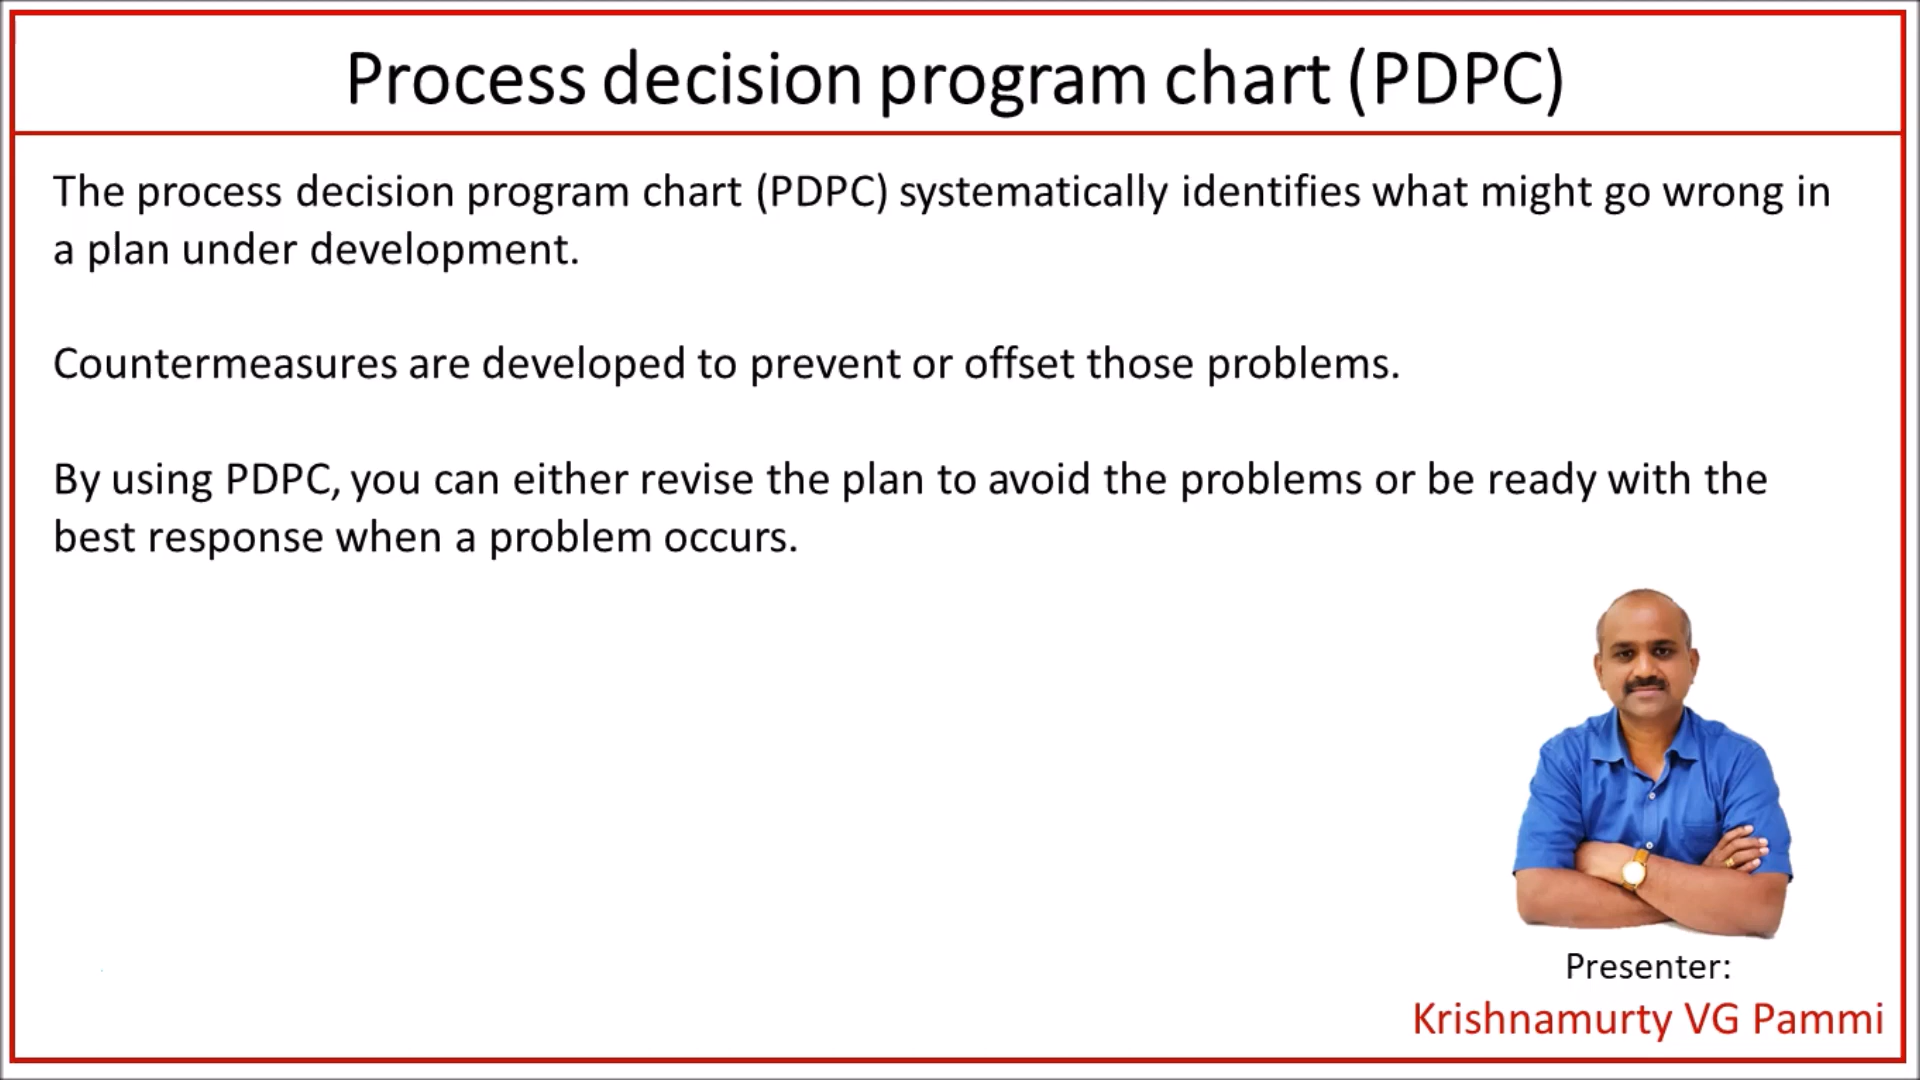 Process decision program chart (PDPC)
The process decision program chart (PDPC) systematically identifies what might go wrong in
a plan under development.
Countermeasures are developed to prevent or offset those problems.
By using PDPC, you can either revise the plan to avoid the problems or be ready with the
best response when a problem occurs.
Presenter:
Krishnamurty VG Pammi